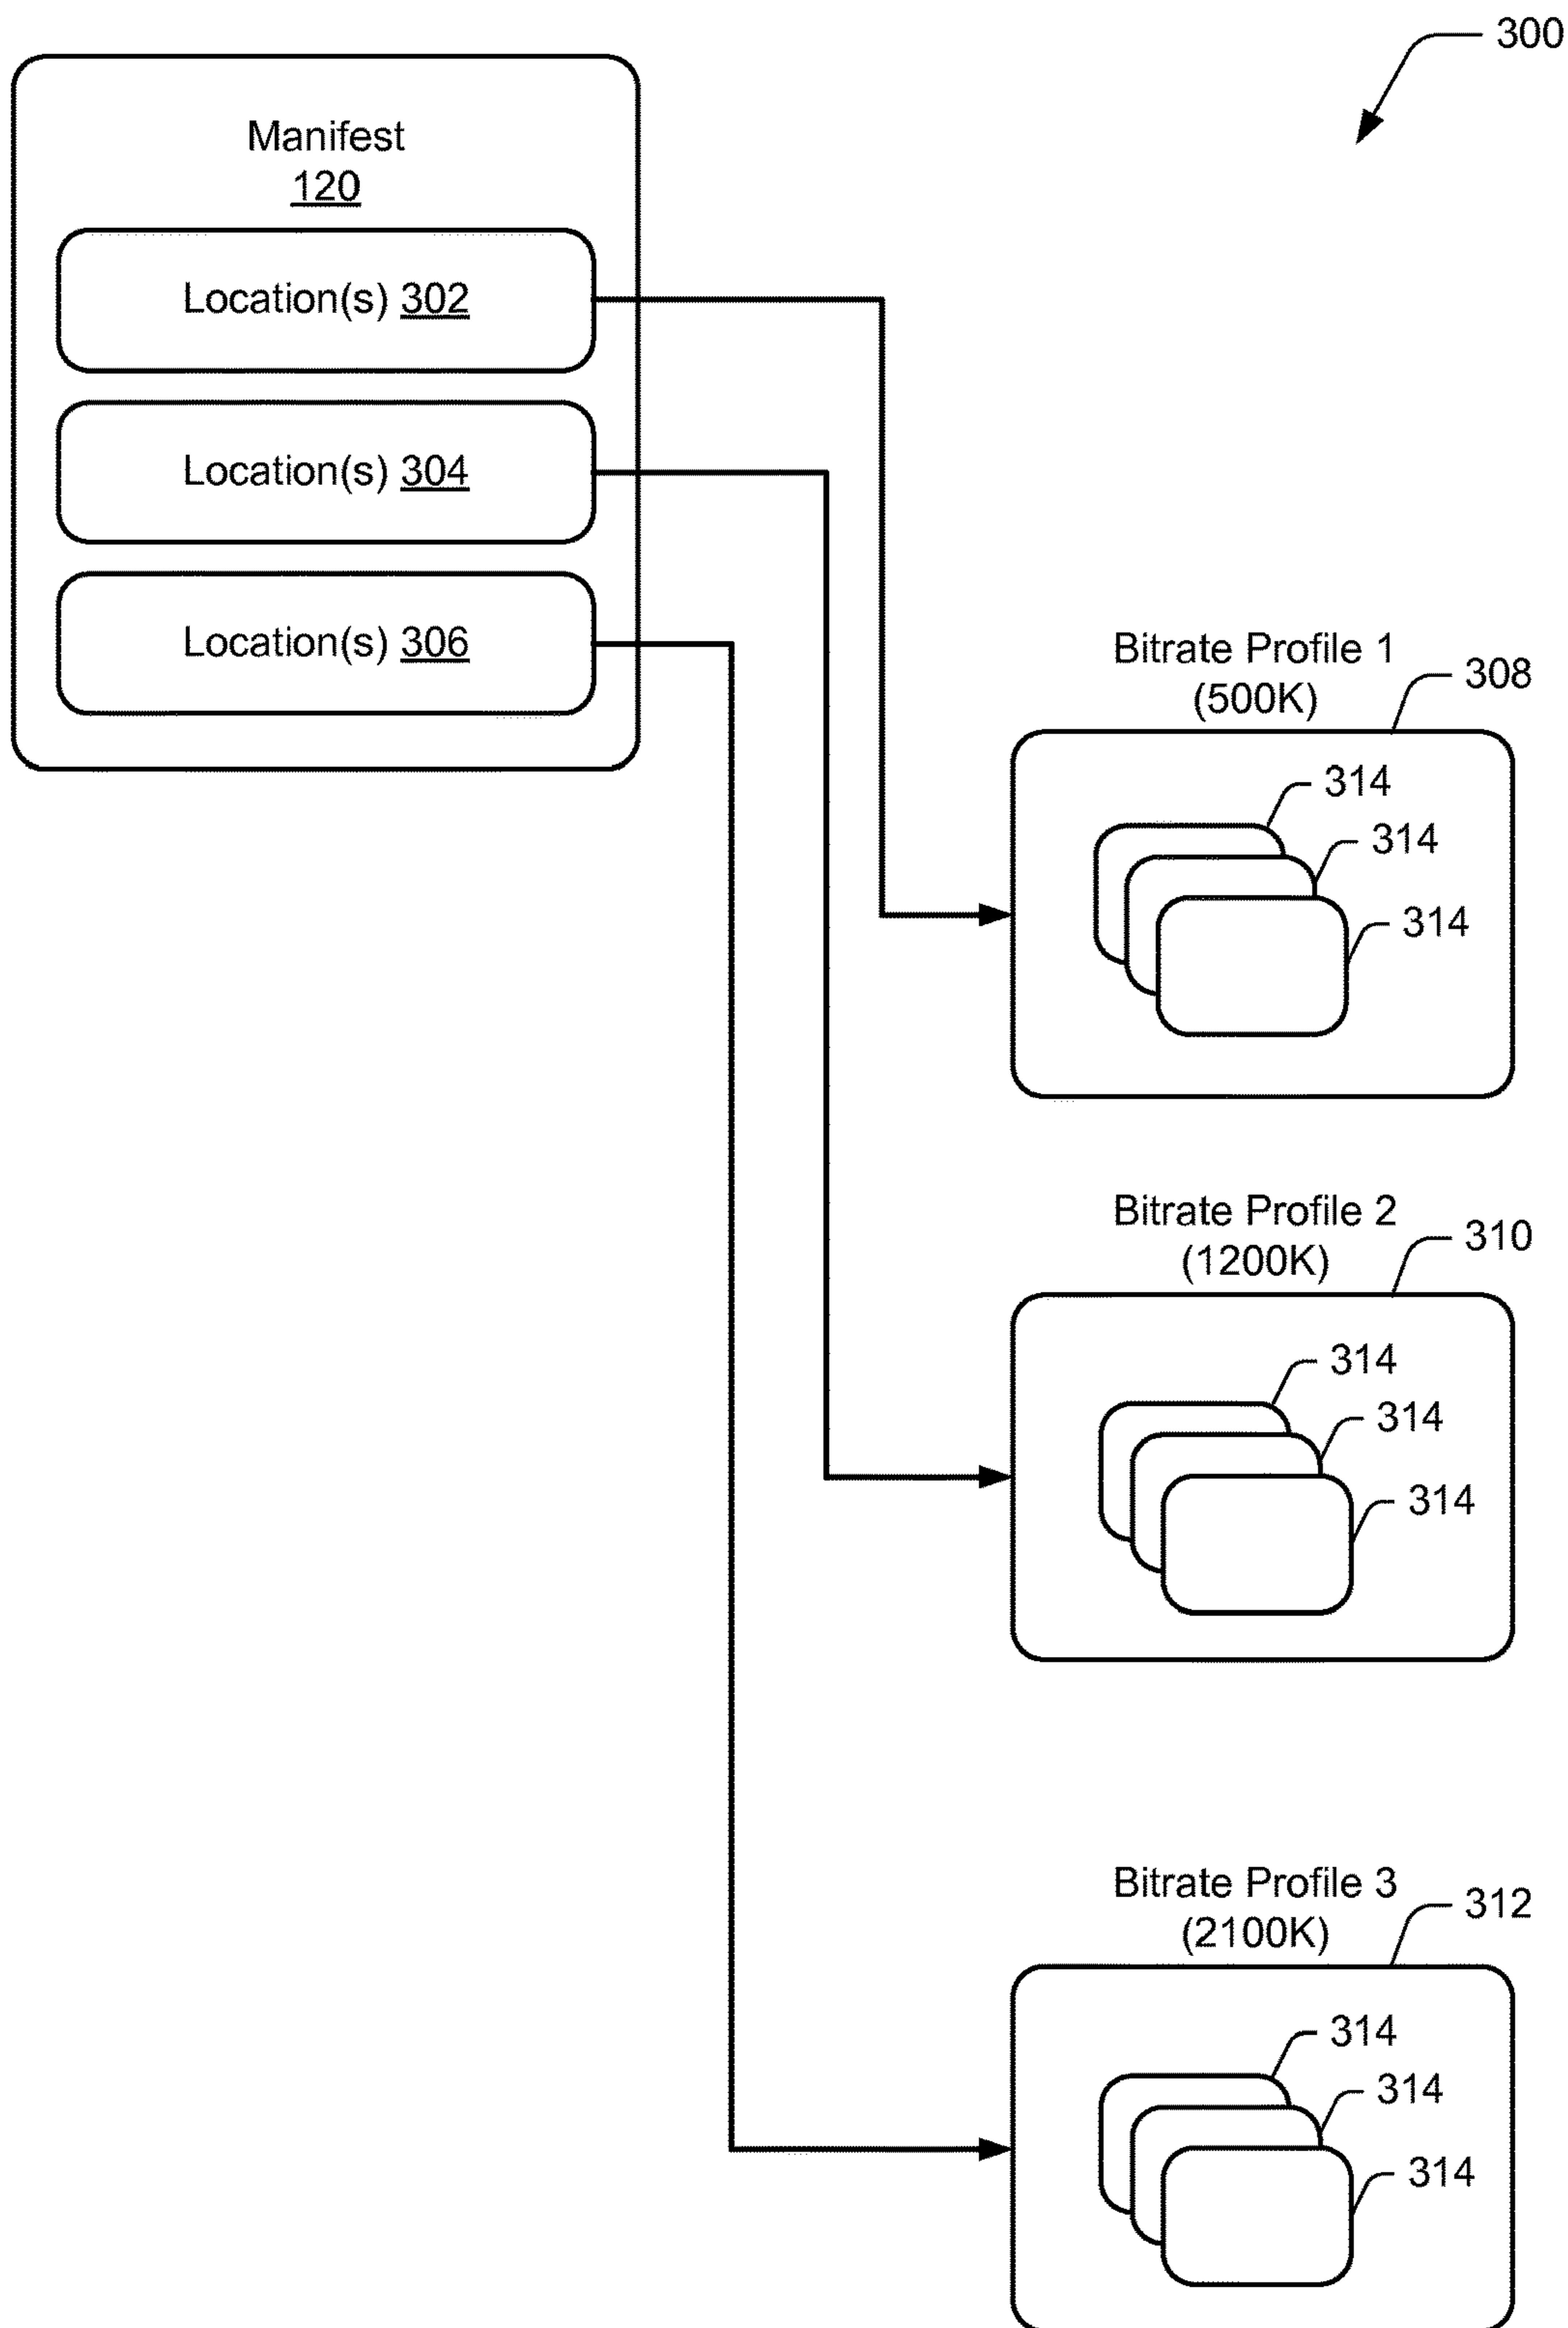 300
Manifest
120
Location(s) 302
Location(s) 304
Location(s) 306
Bitrate Profile 1
(500K)
308
314
314
314
Bitrate Profile 2
(1200K)
310
314
314
314
Bitrate Profile 3
(2100K)
312
314
314
314